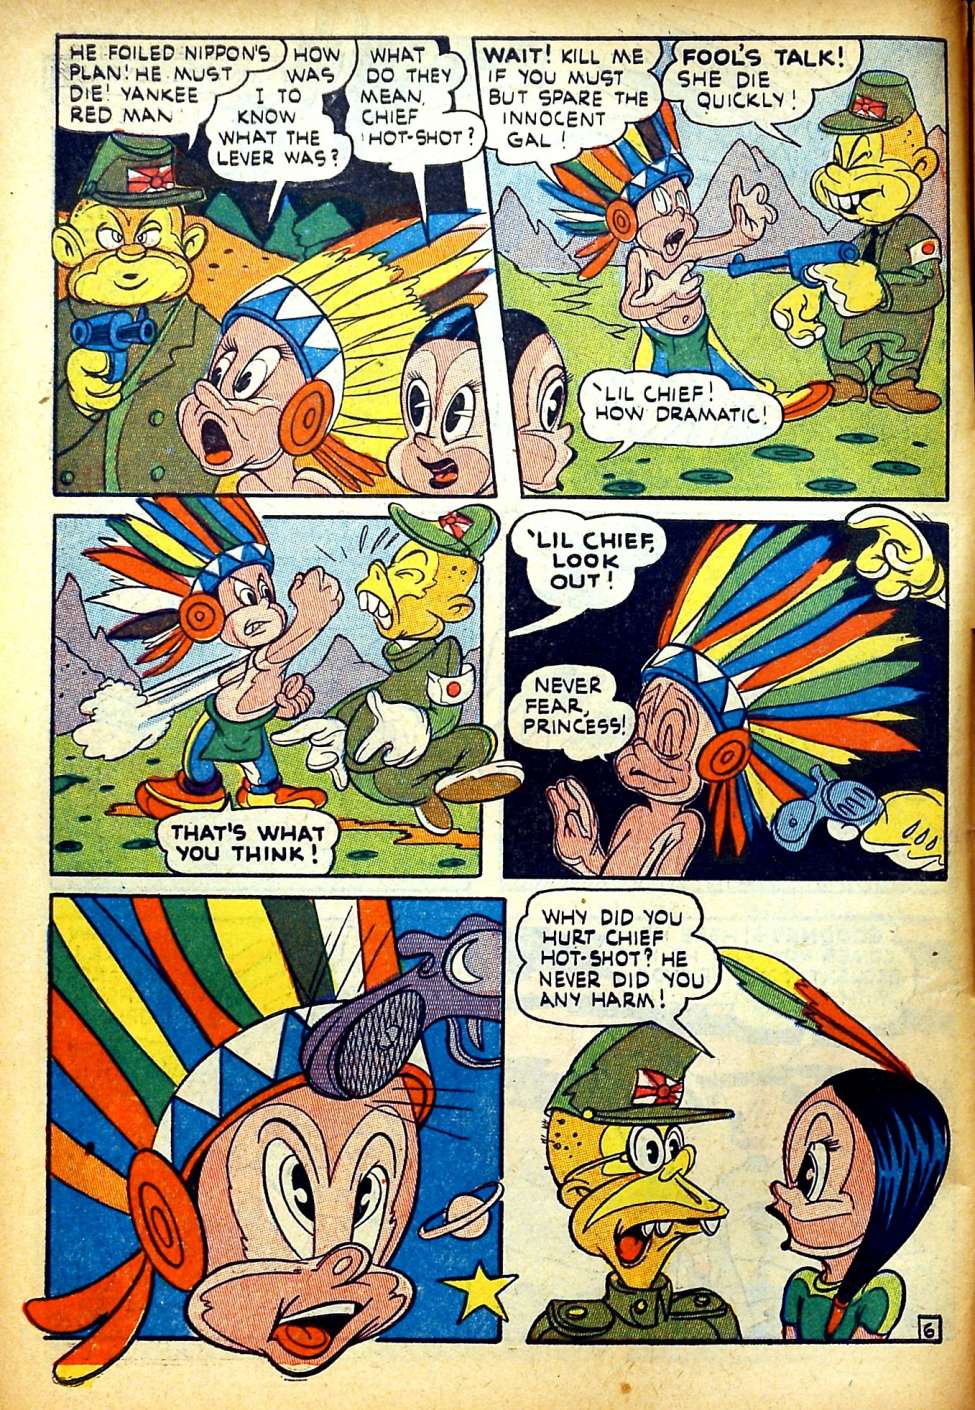 HE FOILED NIPPON'S
PLAN! HE MUST
DIE! YANKEE
RED MAN
HOW
WAS
I TO
KNOW
WHAT THE
LEVER WAS?
WHAT
DO THEY
MEAN,
CHIEF
HOT-SHOT?
WAIT! KILL ME
IF YOU MUST
BUT SPARE THE
INNOCENT
GAL!
FOOL'S TALK!
SHE DIE
QUICKLY!
'LIL CHIEF!
HOW DRAMATIC!
THAT'S WHAT
YOU THINK!
'LIL CHIEF,
LOOK
OUT!
NEVER
FEAR,
PRINCESS!
WHY DID YOU
HURT CHIEF
HOT-SHOT? HE
NEVER DID YOU
ANY HARM!
6